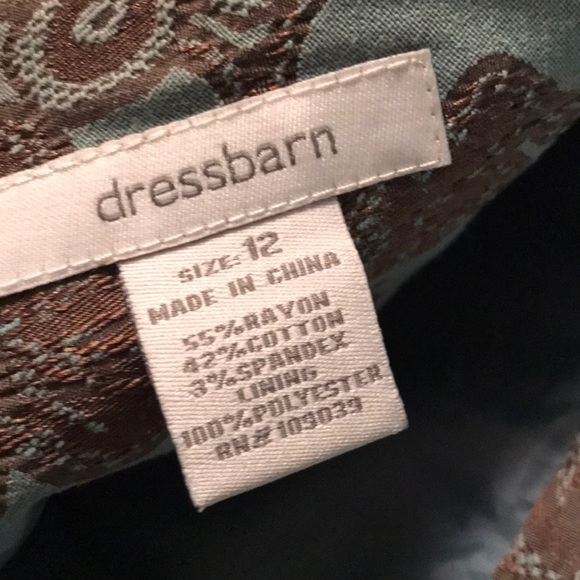 dressbarn
SIZE:12
MADE IN CHINA
55%RAYON
42%COTTON
3%SPANDEX
LINING
100%POLYESTER
RN#109039